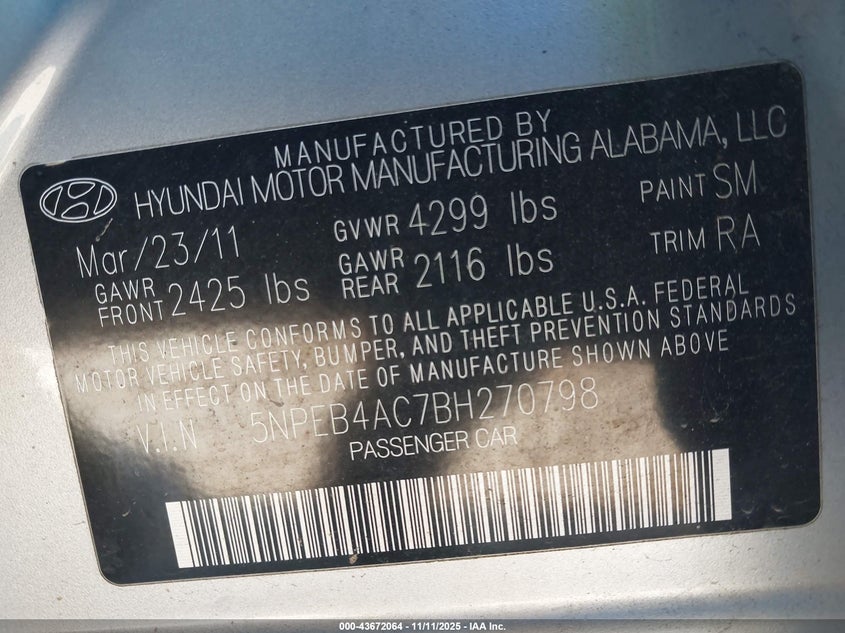 MANUFACTURED BY
HYUNDAI MOTOR MANUFACTURING ALABAMA, LLC
Mar/23/11 GVWR 4299 lbs PAINT SM
GAWR FRONT 2425 lbs GAWR REAR 2116 lbs TRIM RA
THIS VEHICLE CONFORMS TO ALL APPLICABLE U.S.A. FEDERAL
MOTOR VEHICLE SAFETY, BUMPER, AND THEFT PREVENTION STANDARDS
IN EFFECT ON THE DATE OF MANUFACTURE SHOWN ABOVE
V.I.N 5NPEB4AC7BH270798
PASSENGER CAR
000-43672064 - 11/11/2025 - IAA Inc.